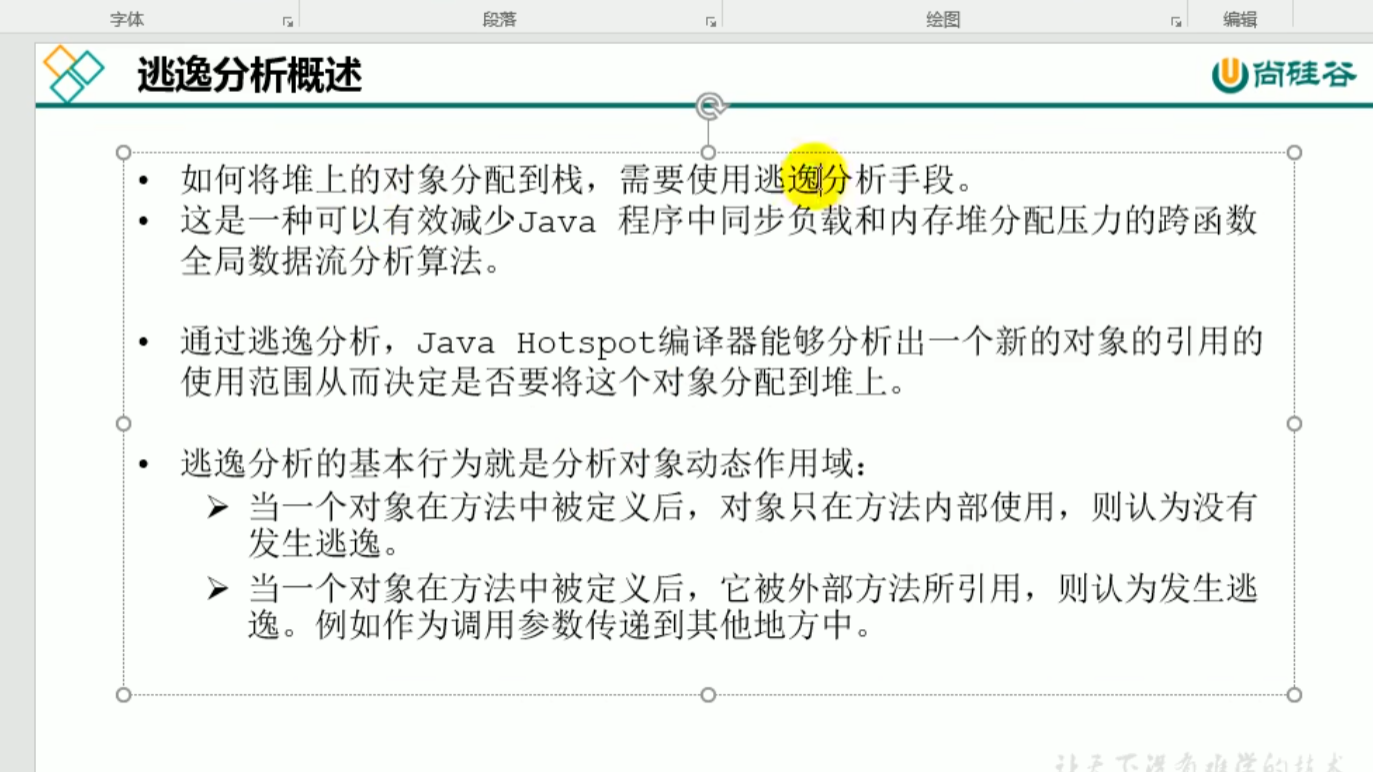 字体 段落 绘图 编辑
逃逸分析概述
尚硅谷
• 如何将堆上的对象分配到栈，需要使用逃逸分析手段。
• 这是一种可以有效减少Java 程序中同步负载和内存堆分配压力的跨函数
全局数据流分析算法。
• 通过逃逸分析，Java Hotspot编译器能够分析出一个新的对象的引用的
使用范围从而决定是否要将这个对象分配到堆上。
• 逃逸分析的基本行为就是分析对象动态作用域：
➢ 当一个对象在方法中被定义后，对象只在方法内部使用，则认为没有
发生逃逸。
➢ 当一个对象在方法中被定义后，它被外部方法所引用，则认为发生逃
逸。例如作为调用参数传递到其他地方中。
让天下没有难学的技术